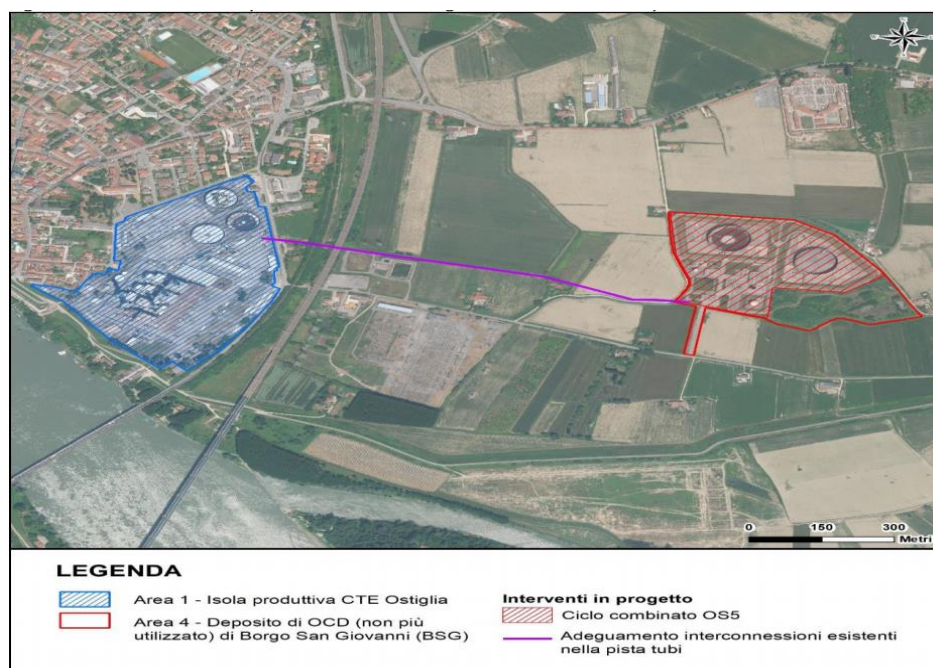 0 150 300
Metri
LEGENDA
Area 1 - Isola produttiva CTE Ostiglia
Area 4 - Deposito di OCD (non più
utilizzato) di Borgo San Giovanni (BSG)
Interventi in progetto
Ciclo combinato OS5
Adeguamento interconnessioni esistenti
nella pista tubi